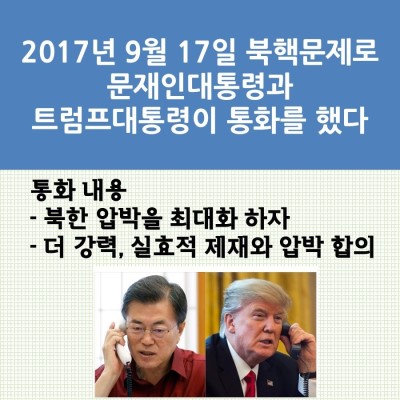 2017년 9월 17일 북핵문제로
문재인대통령과
트럼프대통령이 통화를 했다
통화 내용
- 북한 압박을 최대화 하자
- 더 강력, 실효적 제재와 압박 합의